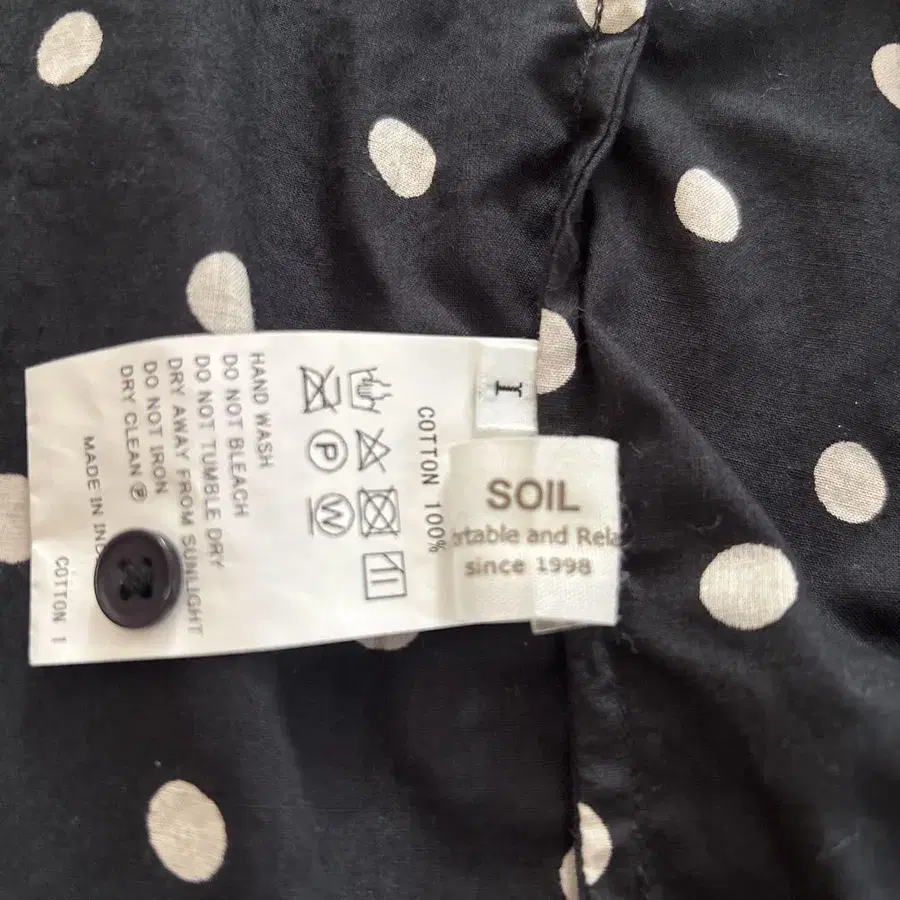 I
SOIL
rtable and Rela
since 1998
COTTON 100%
P
W
HAND WASH
DO NOT BLEACH
DO NOT TUMBLE DRY
DRY AWAY FROM SUNLIGHT
DO NOT IRON
DRY CLEAN Ⓟ
MADE IN IND
COTTON 1